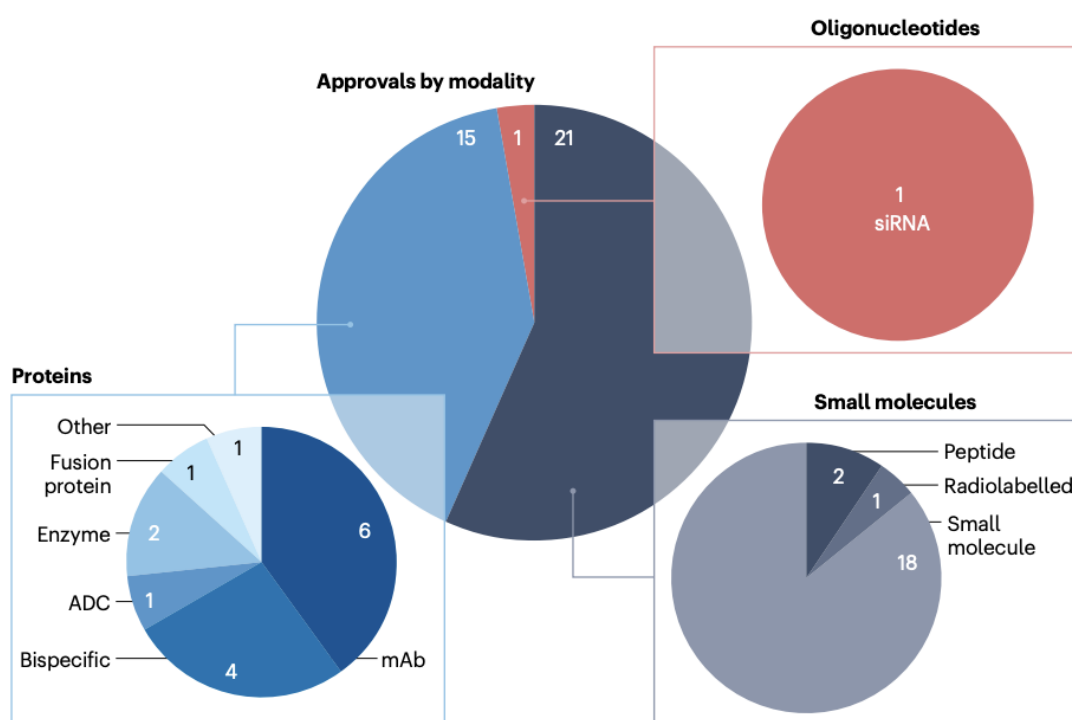 Oligonucleotides
Approvals by modality
15
1
21
1
siRNA
Proteins
Other
1
Fusion
protein
1
Enzyme
2
6
ADC
1
Bispecific
4
mAb
Small molecules
Peptide
2
Radiolabelled
1
Small
molecule
18